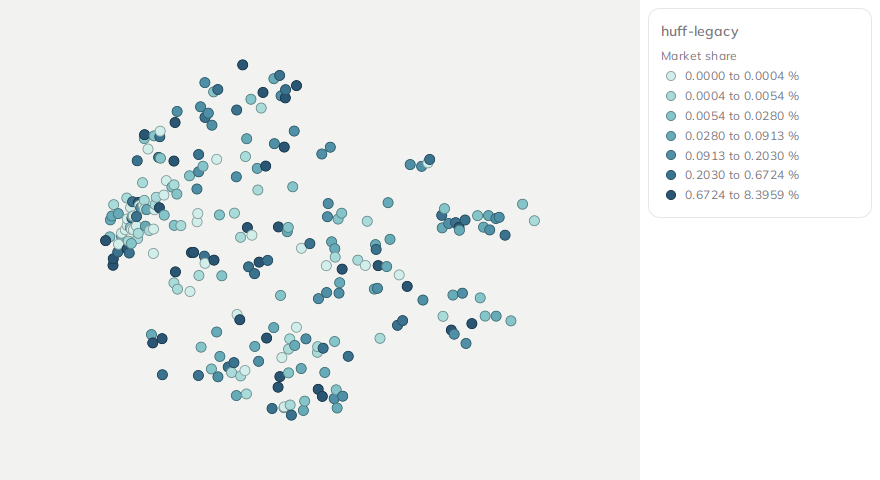 huff-legacy
Market share
0.0000 to 0.0004 %
0.0004 to 0.0054 %
0.0054 to 0.0280 %
0.0280 to 0.0913 %
0.0913 to 0.2030 %
0.2030 to 0.6724 %
0.6724 to 8.3959 %